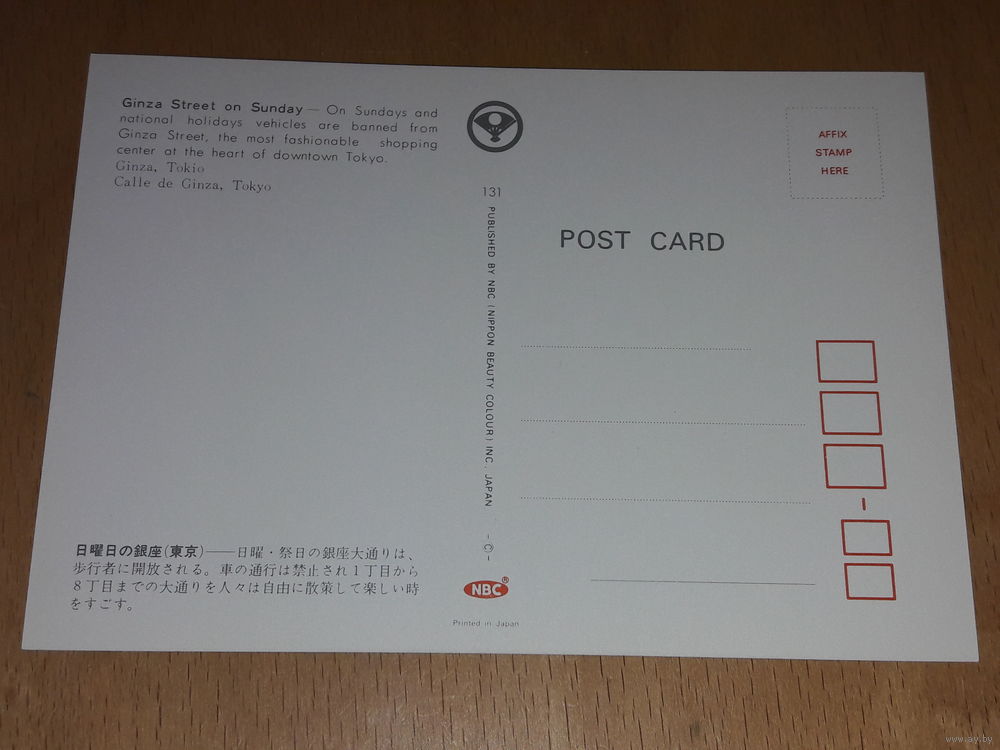 Ginza Street on Sunday — On Sundays and
national holidays vehicles are banned from
Ginza Street, the most fashionable shopping
center at the heart of downtown Tokyo.
Ginza, Tokio
Calle de Ginza, Tokyo
日曜日の銀座(東京)——日曜・祭日の銀座大通りは、
歩行者に開放される。車の通行は禁止され1丁目から
8丁目までの大通りを人々は自由に散策して楽しい時
をすごす。
131
PUBLISHED BY NBC (NIPPON BEAUTY COLOUR) INC., JAPAN
-©-
NBC®
Printed in Japan
AFFIX
STAMP
HERE
POST CARD
www.ay.by